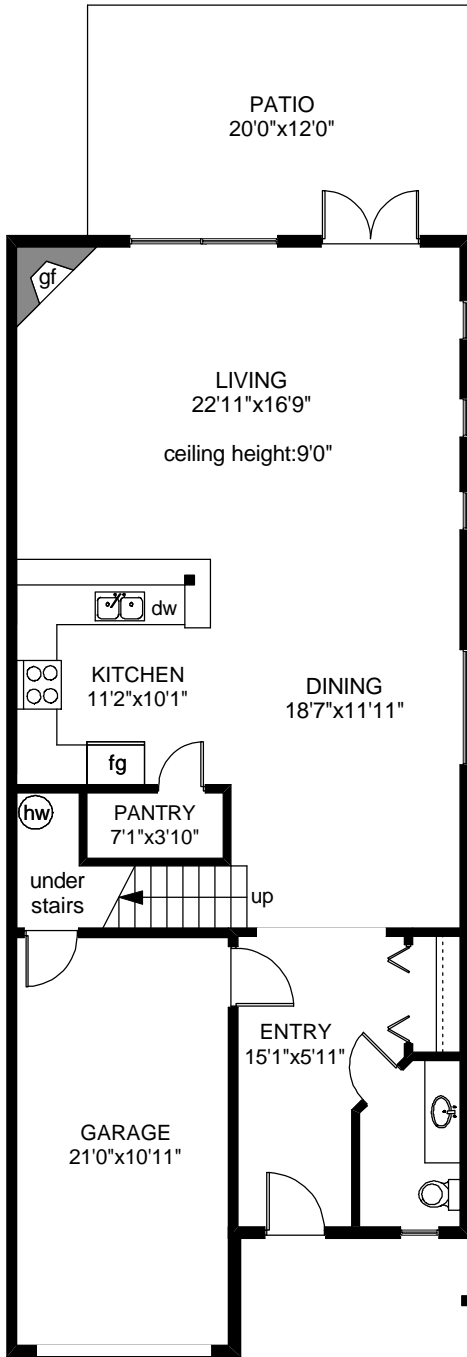 PATIO
20'0"x12'0"
gf
LIVING
22'11"x16'9"
ceiling height:9'0"
dw
KITCHEN
11'2"x10'1"
DINING
18'7"x11'11"
fg
hw
PANTRY
7'1"x3'10"
under
stairs
up
ENTRY
15'1"x5'11"
GARAGE
21'0"x10'11"